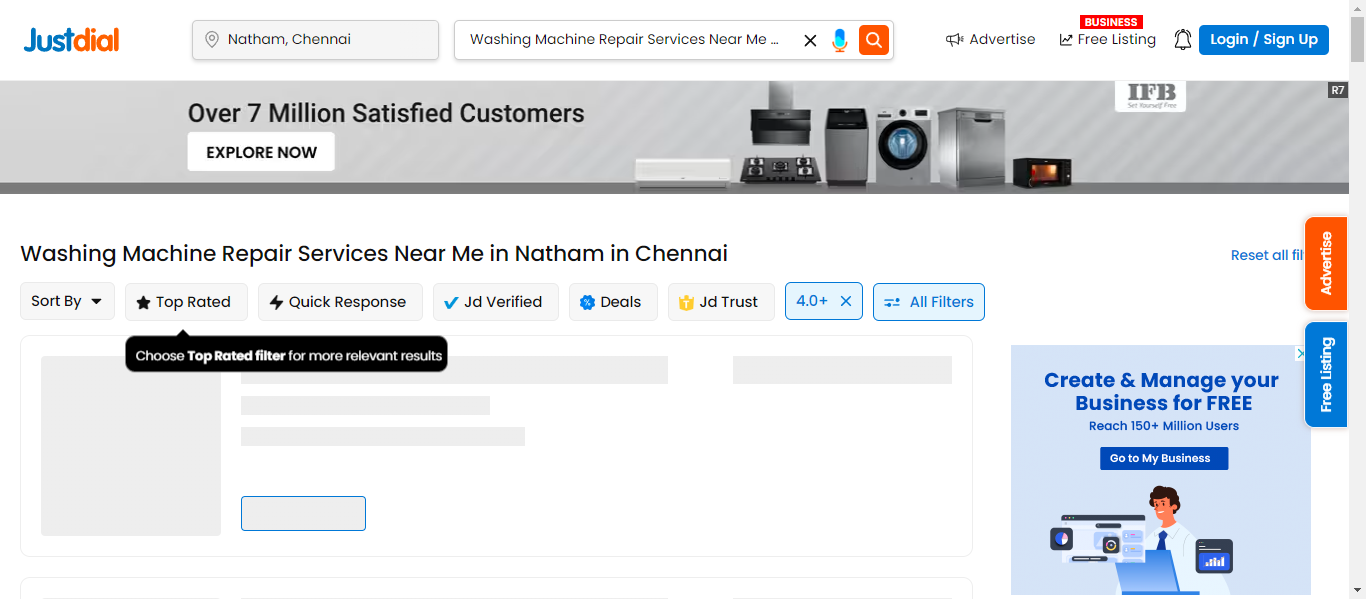 Justdial
Natham, Chennai
Washing Machine Repair Services Near Me ...
Advertise
BUSINESS
Free Listing
Login / Sign Up
Over 7 Million Satisfied Customers
EXPLORE NOW
IFB
Set Yourself Free
R7
Washing Machine Repair Services Near Me in Natham in Chennai
Reset all fil
Sort By
Top Rated
Quick Response
Jd Verified
Deals
Jd Trust
4.0+
All Filters
Choose Top Rated filter for more relevant results
Advertise
Free Listing
Create & Manage your
Business for FREE
Reach 150+ Million Users
Go to My Business